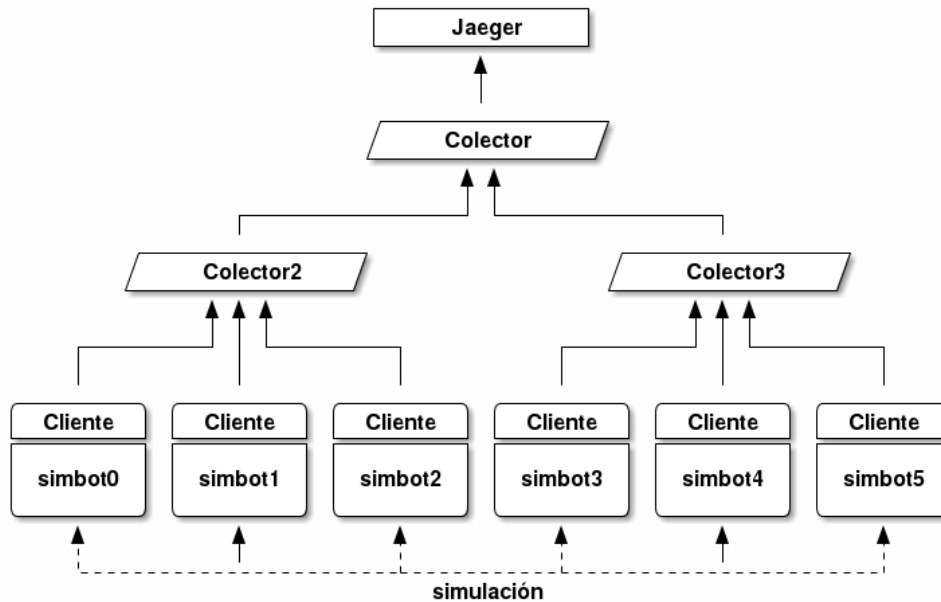 Jaeger
Colector
Colector2
Colector3
Cliente
Cliente
Cliente
Cliente
Cliente
Cliente
simbot0
simbot1
simbot2
simbot3
simbot4
simbot5
simulación